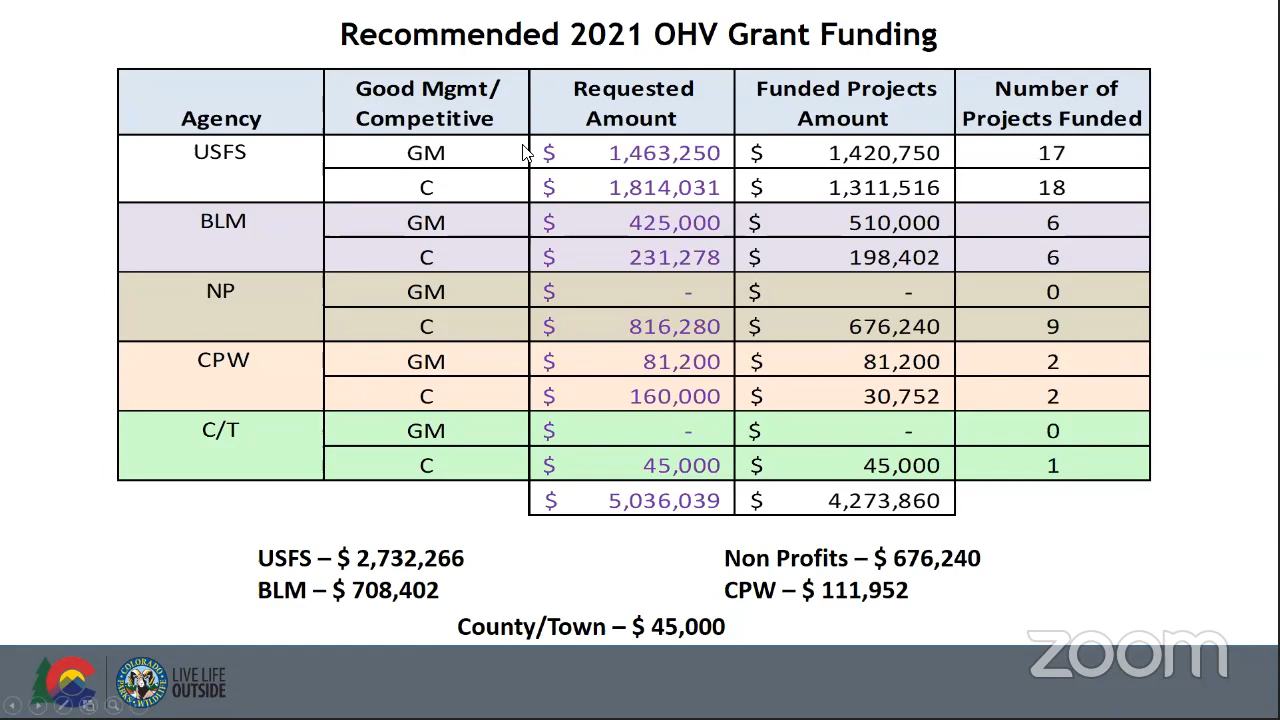 Recommended 2021 OHV Grant Funding
Agency Good Mgmt/ Competitive Requested Amount Funded Projects Amount Number of Projects Funded
USFS GM $ 1,463,250 $ 1,420,750 17
C $ 1,814,031 $ 1,311,516 18
BLM GM $ 425,000 $ 510,000 6
C $ 231,278 $ 198,402 6
NP GM $ - $ - 0
C $ 816,280 $ 676,240 9
CPW GM $ 81,200 $ 81,200 2
C $ 160,000 $ 30,752 2
C/T GM $ - $ - 0
C $ 45,000 $ 45,000 1
$ 5,036,039 $ 4,273,860
USFS – $ 2,732,266
BLM – $ 708,402
Non Profits – $ 676,240
CPW – $ 111,952
County/Town – $ 45,000
zoom
COLORADO
PARKS
WILDLIFE
LIVE LIFE
OUTSIDE